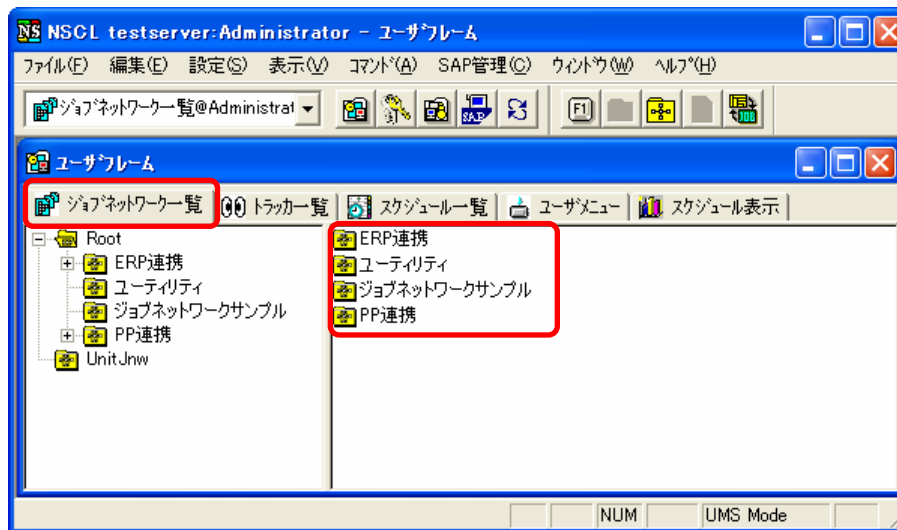 NS NSCL testserver:Administrator - ユーザフレーム
ファイル(F) 編集(E) 設定(S) 表示(V) コマンド(A) SAP管理(C) ウィンドウ(W) ヘルプ(H)
ジョブネットワーク一覧@Administrat SAP F1 JOB
ユーザフレーム
ジョブネットワーク一覧 トラッカー一覧 スケジュール一覧 ユーザメニュー スケジュール表示
Root
ERP連携
ユーティリティ
ジョブネットワークサンプル
PP連携
UnitJnw
ERP連携
ユーティリティ
ジョブネットワークサンプル
PP連携
NUM UMS Mode